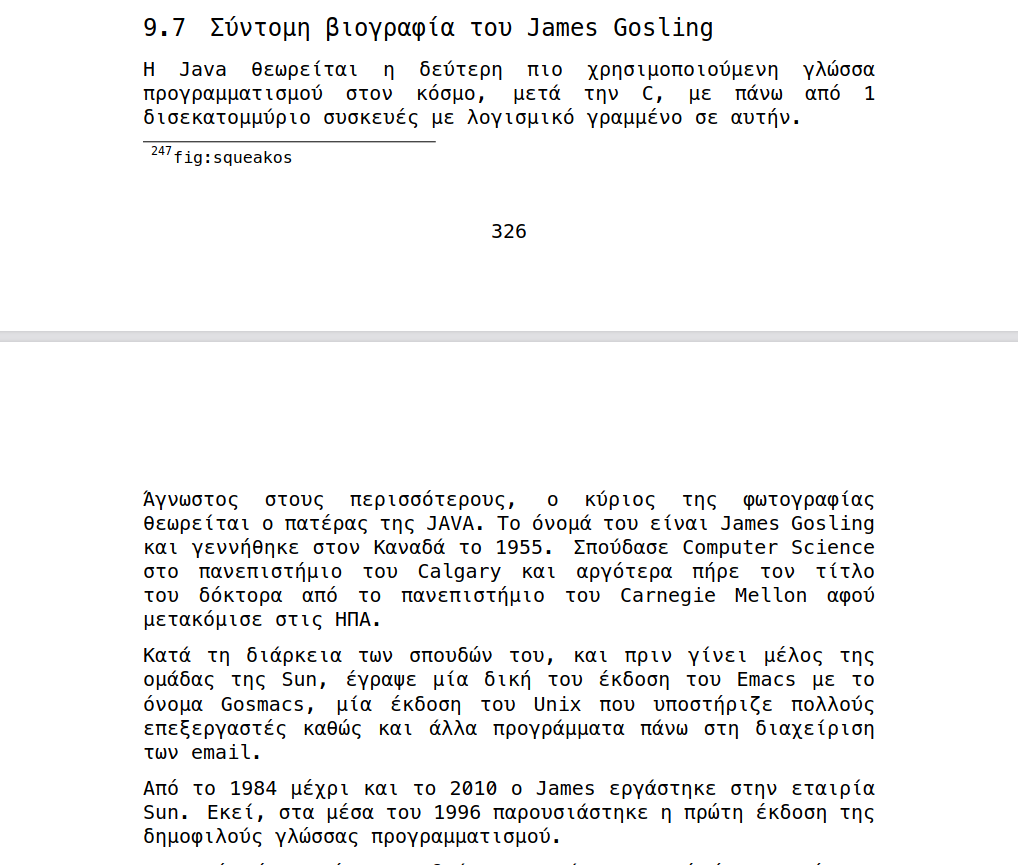 9.7 Σύντομη βιογραφία του James Gosling
Η Java θεωρείται η δεύτερη πιο χρησιμοποιούμενη γλώσσα
προγραμματισμού στον κόσμο, μετά την C, με πάνω από 1
δισεκατομμύριο συσκευές με λογισμικό γραμμένο σε αυτήν.
247fig:squeakos
326
Άγνωστος στους περισσότερους, ο κύριος της φωτογραφίας
θεωρείται ο πατέρας της JAVA. Το όνομά του είναι James Gosling
και γεννήθηκε στον Καναδά το 1955. Σπούδασε Computer Science
στο πανεπιστήμιο του Calgary και αργότερα πήρε τον τίτλο
του δόκτορα από το πανεπιστήμιο του Carnegie Mellon αφού
μετακόμισε στις ΗΠΑ.
Κατά τη διάρκεια των σπουδών του, και πριν γίνει μέλος της
ομάδας της Sun, έγραψε μία δική του έκδοση του Emacs με το
όνομα Gosmacs, μία έκδοση του Unix που υποστήριζε πολλούς
επεξεργαστές καθώς και άλλα προγράμματα πάνω στη διαχείριση
των email.
Από το 1984 μέχρι και το 2010 ο James εργάστηκε στην εταιρία
Sun. Εκεί, στα μέσα του 1996 παρουσιάστηκε η πρώτη έκδοση της
δημοφιλούς γλώσσας προγραμματισμού.